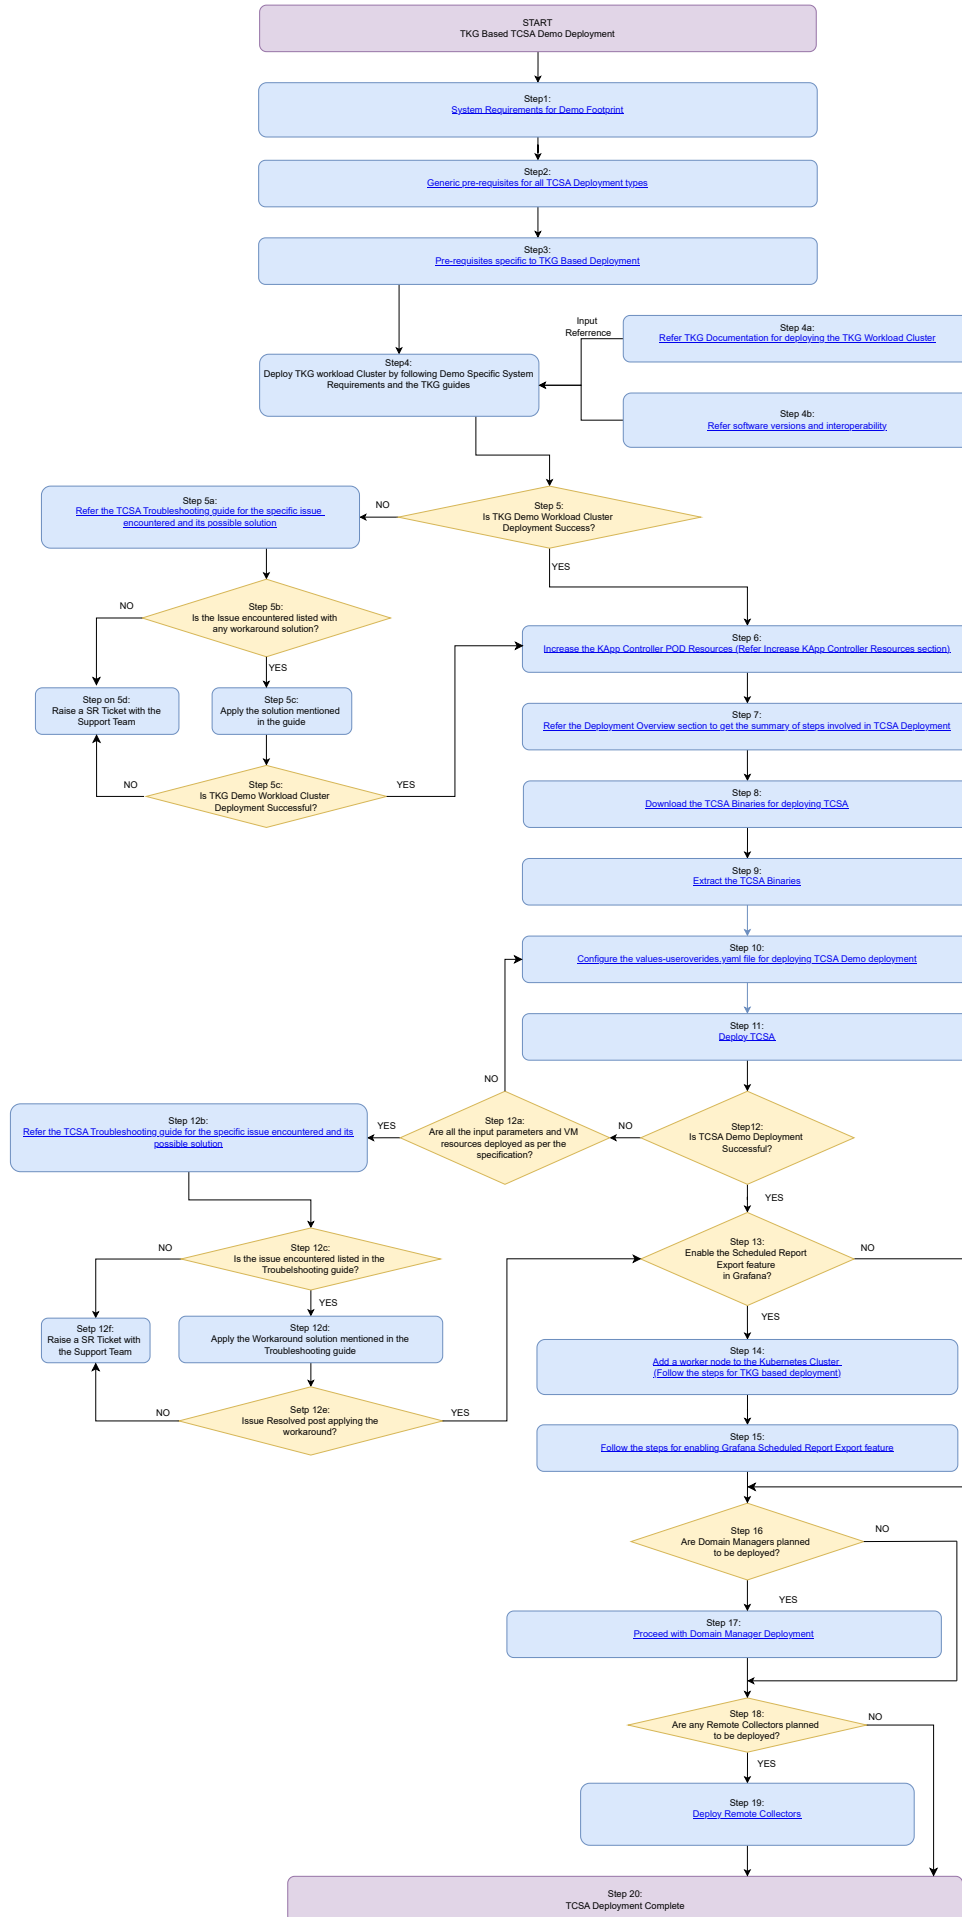 START
TKG Based TCSA Demo Deployment
Step1:
System Requirements for Demo Footprint
Step2:
Generic pre-requisites for all TCSA Deployment types
Step3:
Pre-requisites specific to TKG Based Deployment
Input
Referrence
Step 4a:
Refer TKG Documentation for deploying the TKG Workload Cluster
Step4:
Deploy TKG workload Cluster by following Demo Specific System
Requirements and the TKG guides
Step 4b:
Refer software versions and interoperability
Step 5a:
Refer the TCSA Troubleshooting guide for the specific issue
encountered and its possible solution
NO
Step 5:
Is TKG Demo Workload Cluster
Deployment Success?
YES
NO
Step 5b:
Is the Issue encountered listed with
any workaround solution?
YES
Step 6:
Increase the KApp Controller POD Resources (Refer Increase KApp Controller Resources section)
Step on 5d:
Raise a SR Ticket with the
Support Team
Step 5c:
Apply the solution mentioned
in the guide
Step 7:
Refer the Deployment Overview section to get the summary of steps involved in TCSA Deployment
NO
Step 5c:
Is TKG Demo Workload Cluster
Deployment Successful?
YES
Step 8:
Download the TCSA Binaries for deploying TCSA
Step 9:
Extract the TCSA Binaries
Step 10:
Configure the values-useroverides.yaml file for deploying TCSA Demo deployment
Step 11:
Deploy TCSA
NO
Step 12b:
Refer the TCSA Troubleshooting guide for the specific issue encountered and its
possible solution
YES
Step 12a:
Are all the input parameters and VM
resources deployed as per the
specification?
NO
Step12:
Is TCSA Demo Deployment
Successful?
YES
NO
Step 12c:
Is the issue encountered listed in the
Troubelshooting guide?
YES
Step 13:
Enable the Scheduled Report
Export feature
in Grafana?
NO
YES
Setp 12f:
Raise a SR Ticket with
the Support Team
Step 12d:
Apply the Workaround solution mentioned in the
Troubleshooting guide
Step 14:
Add a worker node to the Kubernetes Cluster
(Follow the steps for TKG based deployment)
NO
Setp 12e:
Issue Resolved post applying the
workaround?
YES
Step 15:
Follow the steps for enabling Grafana Scheduled Report Export feature
Step 16
Are Domain Managers planned
to be deployed?
NO
YES
Step 17:
Proceed with Domain Manager Deployment
Step 18:
Are any Remote Collectors planned
to be deployed?
NO
YES
Step 19:
Deploy Remote Collectors
Step 20:
TCSA Deployment Complete